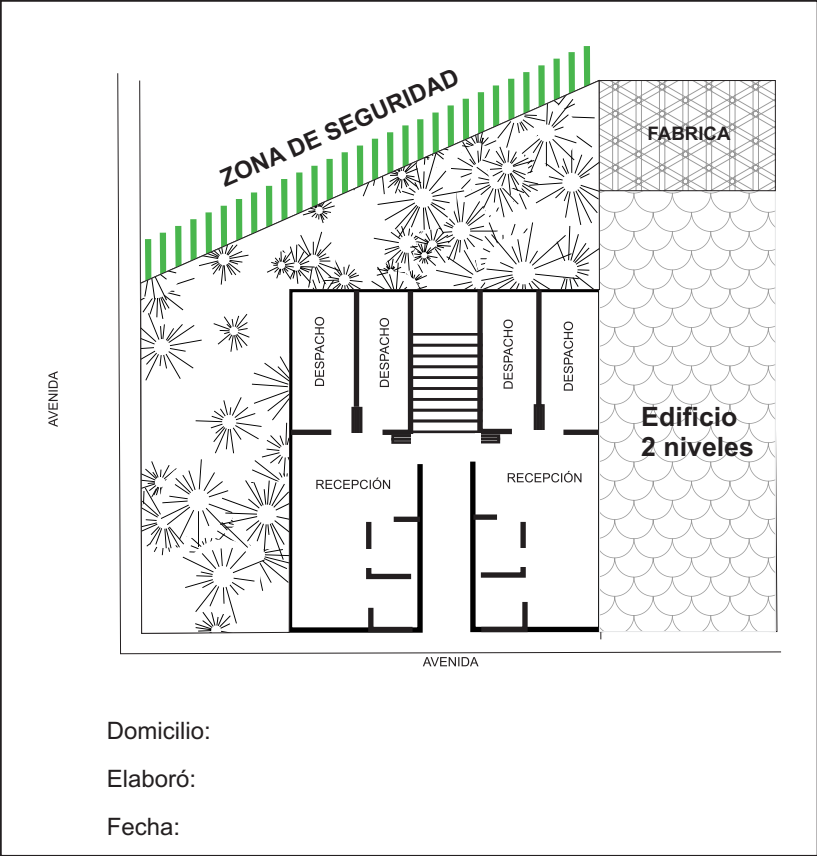 ZONA DE SEGURIDAD
FABRICA
DESPACHO
DESPACHO
DESPACHO
DESPACHO
AVENIDA
Edificio
2 niveles
RECEPCIÓN
RECEPCIÓN
AVENIDA
Domicilio:
Elaboró:
Fecha: